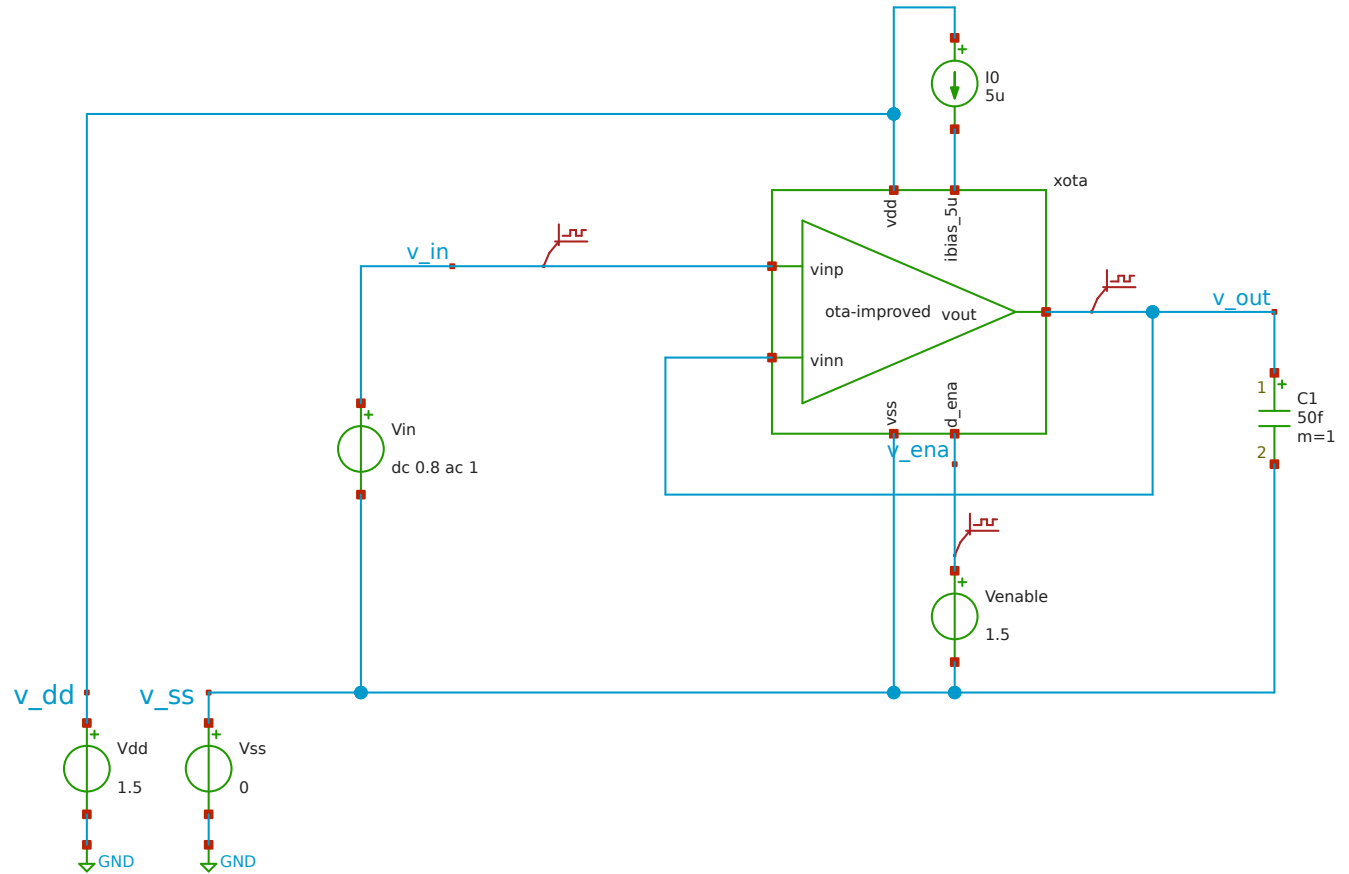 I0
5u
xota
vdd
ibias_5u
v_in
vinp
ota-improved
vout
v_out
vinn
vss
d_ena
v_ena
1
+
C1
50f
m=1
2
+
Vin
dc 0.8 ac 1
+
Venable
1.5
+
v_dd
v_ss
+
Vdd
1.5
+
Vss
0
GND
GND
+